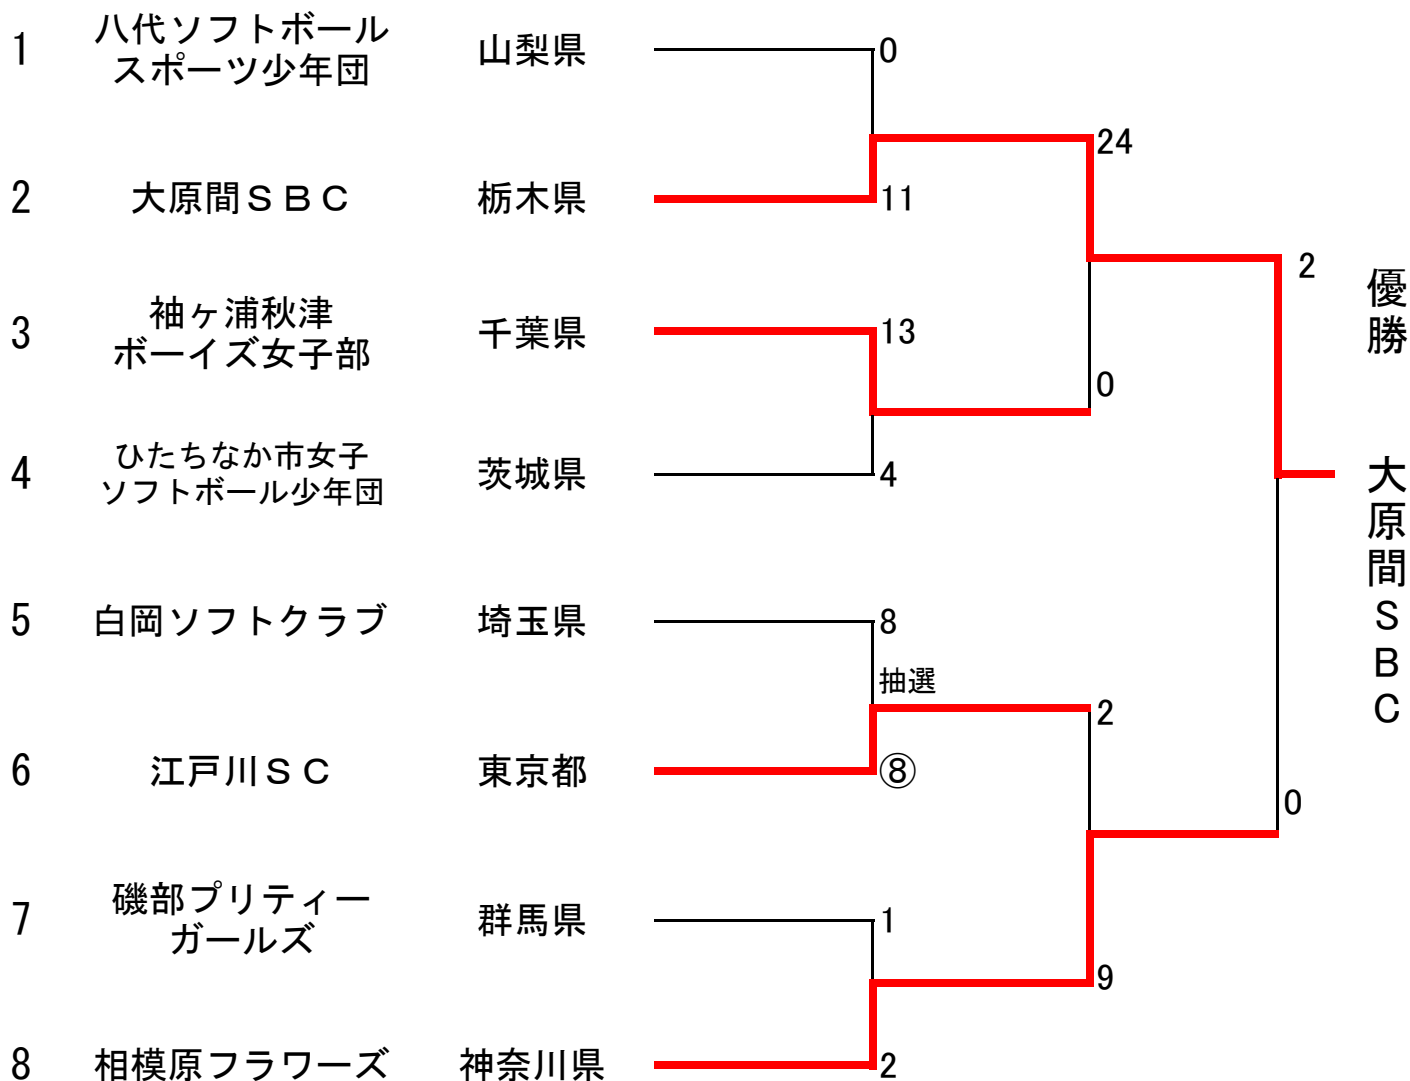 1 八代ソフトボール
スポーツ少年団 山梨県 0
24
2 大原間ＳＢＣ 栃木県 11
2
3 袖ヶ浦秋津
ボーイズ女子部 千葉県 13
0
4 ひたちなか市女子
ソフトボール少年団 茨城県 4
5 白岡ソフトクラブ 埼玉県 8
抽選
2
6 江戸川ＳＣ 東京都 ⑧
0
7 磯部プリティー
ガールズ 群馬県 1
9
8 相模原フラワーズ 神奈川県 2
優勝 大原間ＳＢＣ